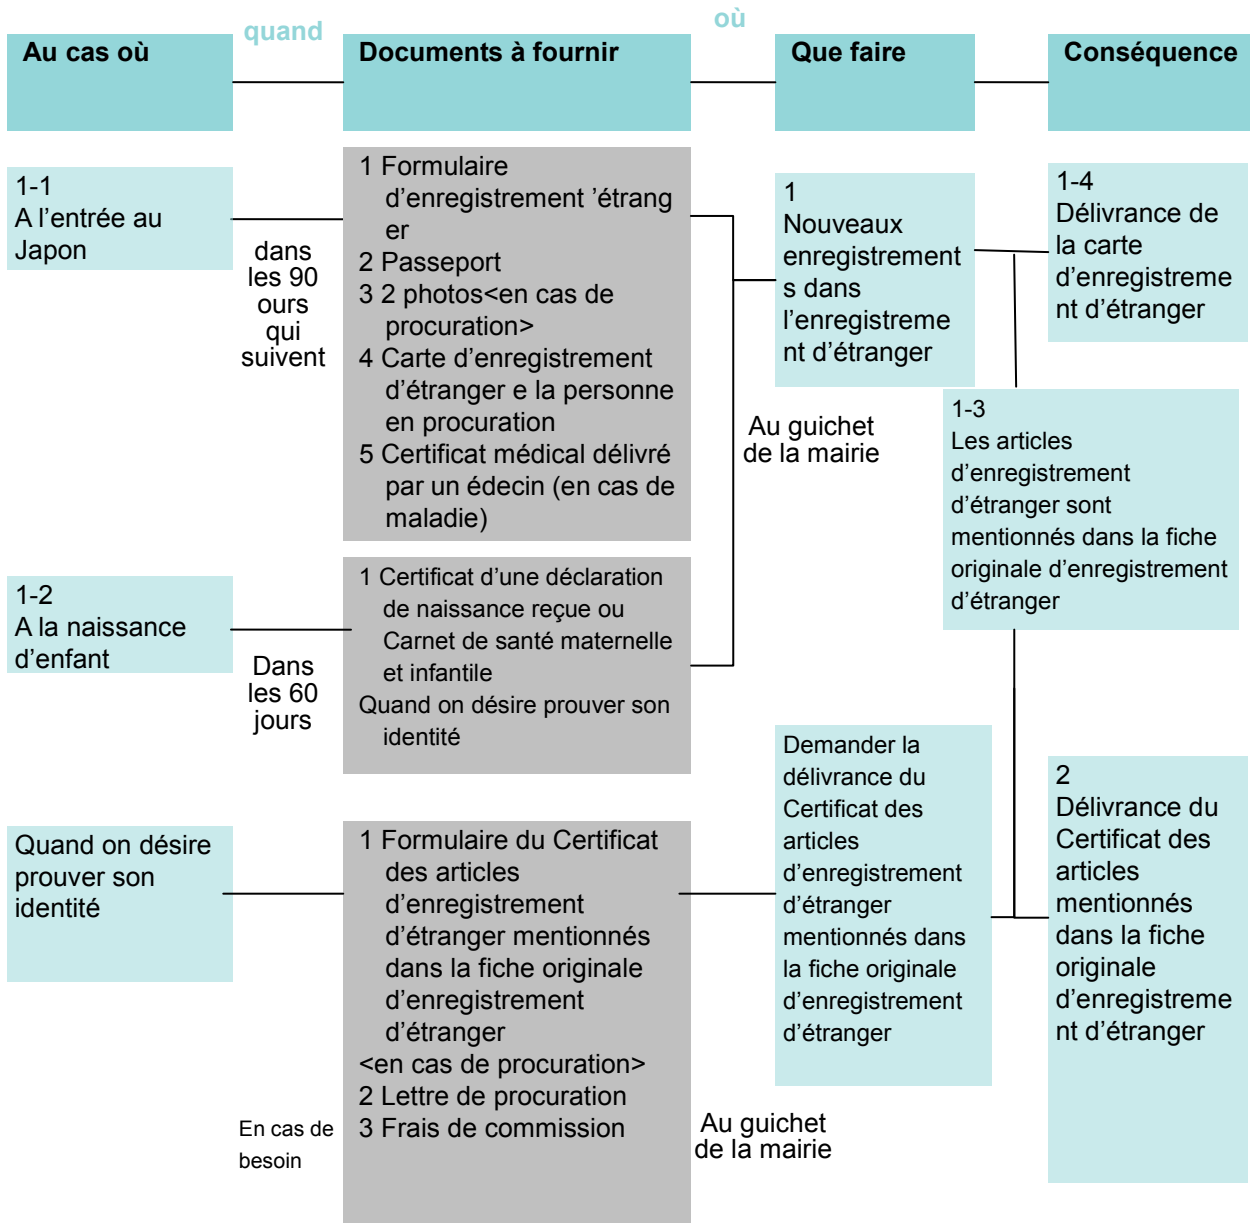 quand
où
Au cas où
Documents à fournir
Que faire
Conséquence
1-1
A l’entrée au
Japon
dans
les 90
ours
qui
suivent
1 Formulaire
d’enregistrement ’étrang
er
2 Passeport
3 2 photos<en cas de
procuration>
4 Carte d’enregistrement
d’étranger e la personne
en procuration
5 Certificat médical délivré
par un édecin (en cas de
maladie)
1
Nouveaux
enregistrement
s dans
l’enregistreme
nt d’étranger
1-4
Délivrance de
la carte
d’enregistreme
nt d’étranger
Au guichet
de la mairie
1-3
Les articles
d’enregistrement
d’étranger sont
mentionnés dans la fiche
originale d’enregistrement
d’étranger
1-2
A la naissance
d’enfant
Dans
les 60
jours
1 Certificat d’une déclaration
de naissance reçue ou
Carnet de santé maternelle
et infantile
Quand on désire prouver son
identité
Quand on désire
prouver son
identité
En cas de
besoin
1 Formulaire du Certificat
des articles
d’enregistrement
d’étranger mentionnés
dans la fiche originale
d’enregistrement
d’étranger
<en cas de procuration>
2 Lettre de procuration
3 Frais de commission
Au guichet
de la mairie
Demander la
délivrance du
Certificat des
articles
d’enregistrement
d’étranger
mentionnés dans
la fiche originale
d’enregistrement
d’étranger
2
Délivrance du
Certificat des
articles
mentionnés
dans la fiche
originale
d’enregistreme
nt d’étranger